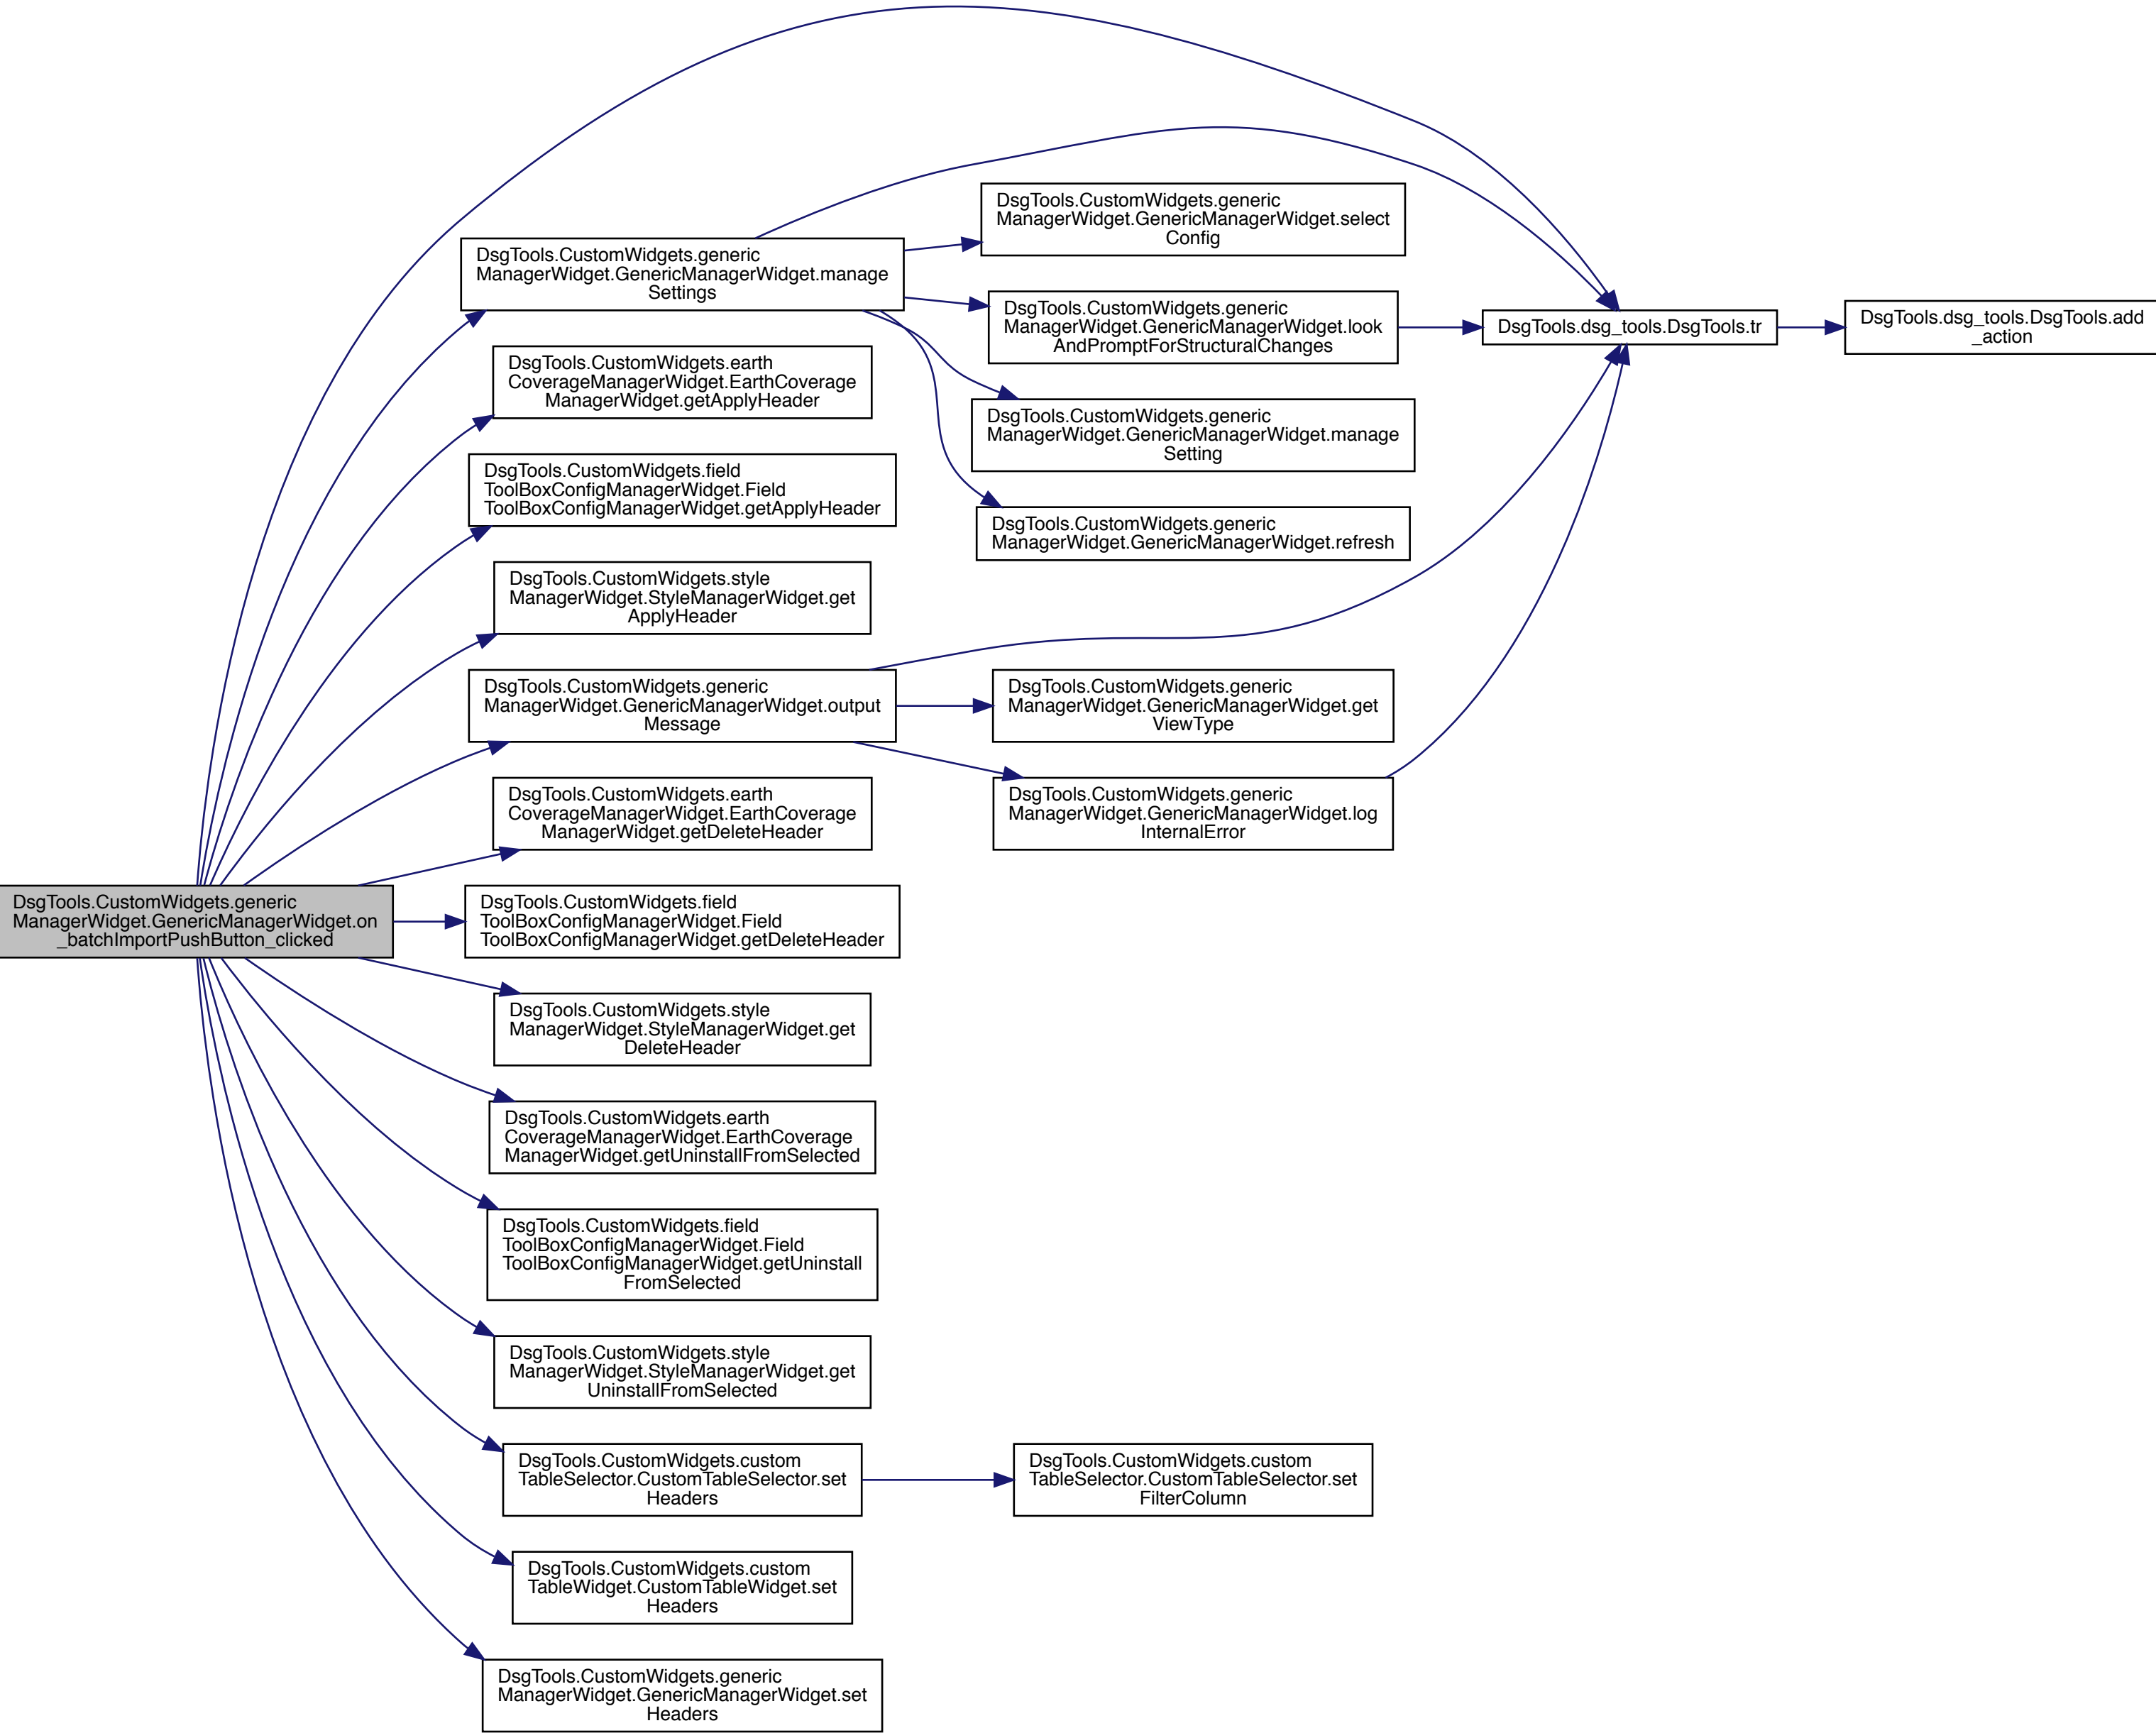 DsgTools.CustomWidgets.generic
ManagerWidget.GenericManagerWidget.on
_batchImportPushButton_clicked
DsgTools.CustomWidgets.generic
ManagerWidget.GenericManagerWidget.manage
Settings
DsgTools.CustomWidgets.earth
CoverageManagerWidget.EarthCoverage
ManagerWidget.getApplyHeader
DsgTools.CustomWidgets.field
ToolBoxConfigManagerWidget.Field
ToolBoxConfigManagerWidget.getApplyHeader
DsgTools.CustomWidgets.style
ManagerWidget.StyleManagerWidget.get
ApplyHeader
DsgTools.CustomWidgets.generic
ManagerWidget.GenericManagerWidget.output
Message
DsgTools.CustomWidgets.earth
CoverageManagerWidget.EarthCoverage
ManagerWidget.getDeleteHeader
DsgTools.CustomWidgets.field
ToolBoxConfigManagerWidget.Field
ToolBoxConfigManagerWidget.getDeleteHeader
DsgTools.CustomWidgets.style
ManagerWidget.StyleManagerWidget.get
DeleteHeader
DsgTools.CustomWidgets.earth
CoverageManagerWidget.EarthCoverage
ManagerWidget.getUninstallFromSelected
DsgTools.CustomWidgets.field
ToolBoxConfigManagerWidget.Field
ToolBoxConfigManagerWidget.getUninstall
FromSelected
DsgTools.CustomWidgets.style
ManagerWidget.StyleManagerWidget.get
UninstallFromSelected
DsgTools.CustomWidgets.custom
TableSelector.CustomTableSelector.set
Headers
DsgTools.CustomWidgets.custom
TableWidget.CustomTableWidget.set
Headers
DsgTools.CustomWidgets.generic
ManagerWidget.GenericManagerWidget.set
Headers
DsgTools.CustomWidgets.generic
ManagerWidget.GenericManagerWidget.select
Config
DsgTools.CustomWidgets.generic
ManagerWidget.GenericManagerWidget.look
AndPromptForStructuralChanges
DsgTools.CustomWidgets.generic
ManagerWidget.GenericManagerWidget.manage
Setting
DsgTools.CustomWidgets.generic
ManagerWidget.GenericManagerWidget.refresh
DsgTools.CustomWidgets.generic
ManagerWidget.GenericManagerWidget.get
ViewType
DsgTools.CustomWidgets.generic
ManagerWidget.GenericManagerWidget.log
InternalError
DsgTools.CustomWidgets.custom
TableSelector.CustomTableSelector.set
FilterColumn
DsgTools.dsg_tools.DsgTools.tr
DsgTools.dsg_tools.DsgTools.add
_action